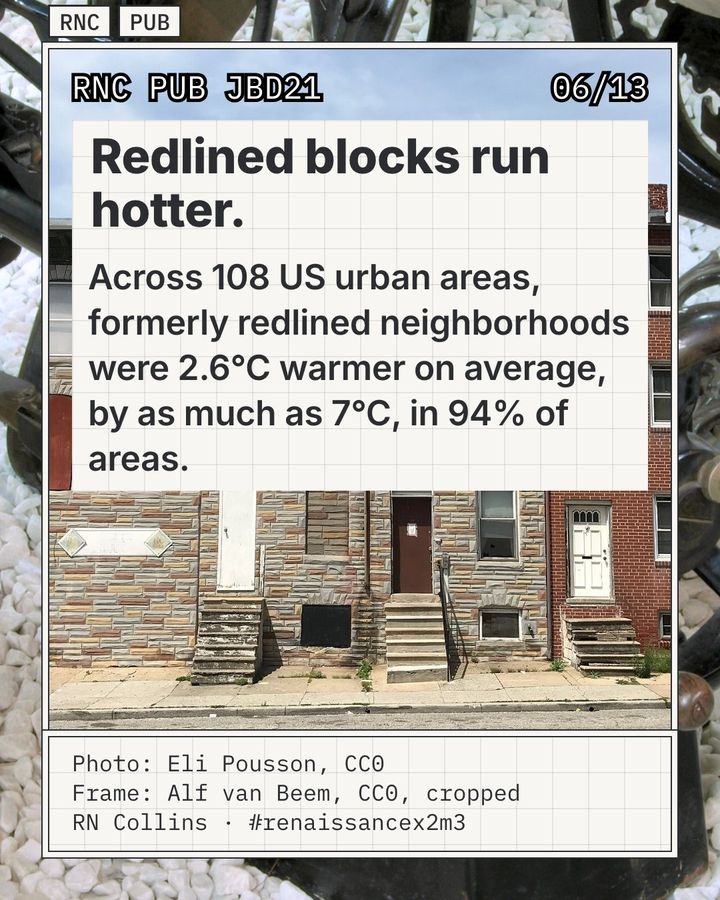 RNC PUB
RNC PUB JBD21 06/13
Redlined blocks run
hotter.
Across 108 US urban areas,
formerly redlined neighborhoods
were 2.6°C warmer on average,
by as much as 7°C, in 94% of
areas.
Photo: Eli Pousson, CC0
Frame: Alf van Beem, CC0, cropped
RN Collins · #renaissancex2m3